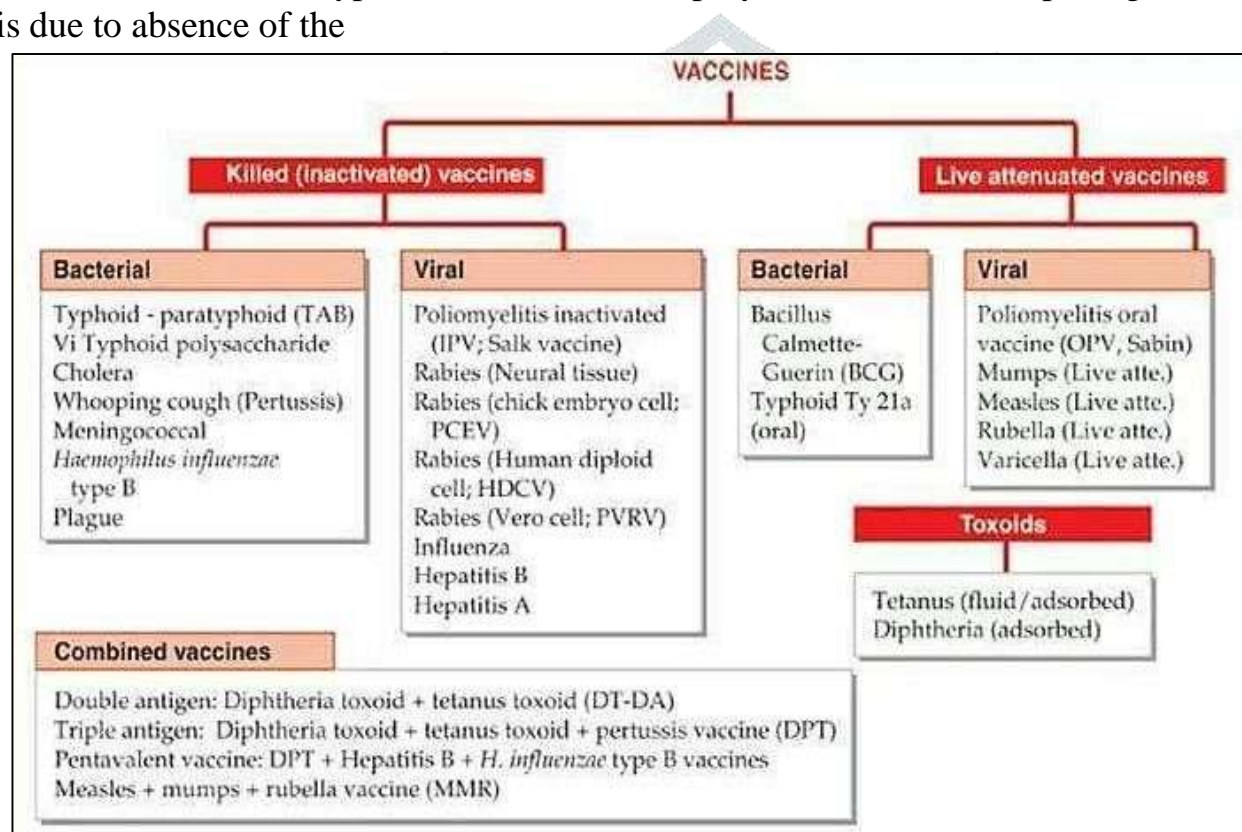 is due to absence of the
VACCINES
Killed (inactivated) vaccines
Live attenuated vaccines
Bacterial
Typhoid - paratyphoid (TAB)
Vi Typhoid polysaccharide
Cholera
Whooping cough (Pertussis)
Meningococcal
Haemophilus influenzae
type B
Plague
Viral
Poliomyelitis inactivated
(IPV; Salk vaccine)
Rabies (Neural tissue)
Rabies (chick embryo cell;
PCEV)
Rabies (Human diploid
cell; HDCV)
Rabies (Vero cell; PVRV)
Influenza
Hepatitis B
Hepatitis A
Bacterial
Bacillus
Calmette-
Guerin (BCG)
Typhoid Ty 21a
(oral)
Viral
Poliomyelitis oral
vaccine (OPV, Sabin)
Mumps (Live atte.)
Measles (Live atte.)
Rubella (Live atte.)
Varicella (Live atte.)
Toxoids
Tetanus (fluid/adsorbed)
Diphtheria (adsorbed)
Combined vaccines
Double antigen: Diphtheria toxoid + tetanus toxoid (DT-DA)
Triple antigen: Diphtheria toxoid + tetanus toxoid + pertussis vaccine (DPT)
Pentavalent vaccine: DPT + Hepatitis B + H. influenzae type B vaccines
Measles + mumps + rubella vaccine (MMR)